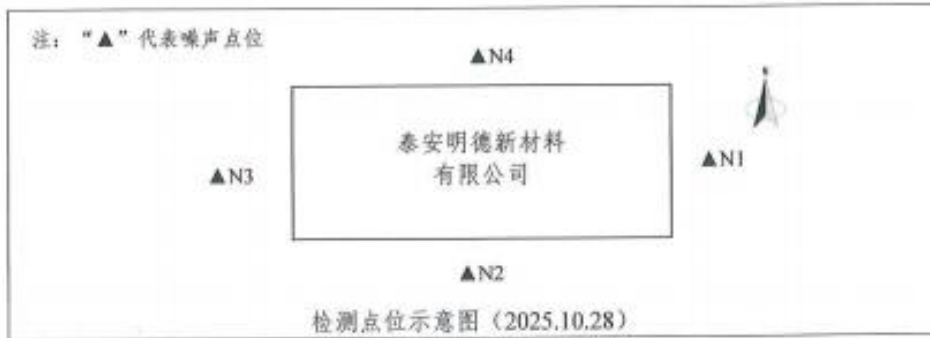 注：“▲”代表噪声点位
▲N4
泰安明德新材料
有限公司
▲N1
▲N3
▲N2
检测点位示意图（2025.10.28）